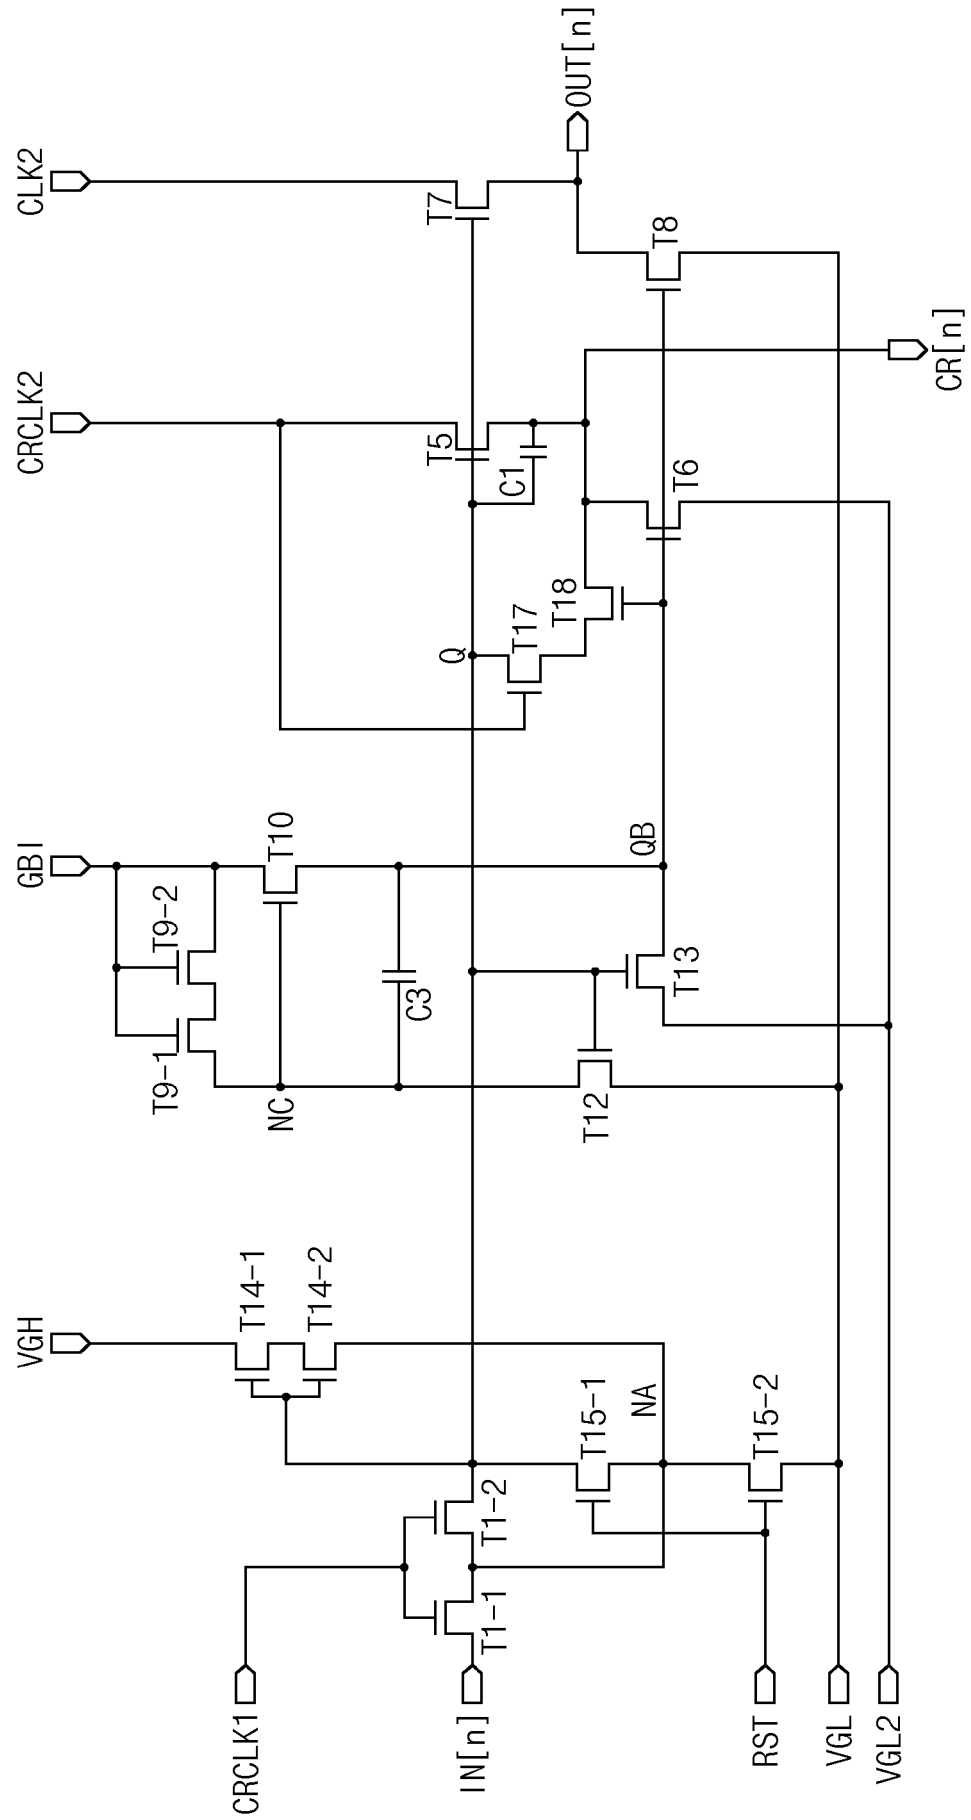 VGH
GBI
CRCLK2
CLK2
T9-1
T9-2
T14-1
T10
NC
T14-2
C3
Q
T5
T7
T17
C1
T18
OUT[n]
CRCLK1
IN[n]
T1-1
T1-2
T15-1
T12
NA
QB
T13
T6
T8
T15-2
RST
VGL
VGL2
CR[n]